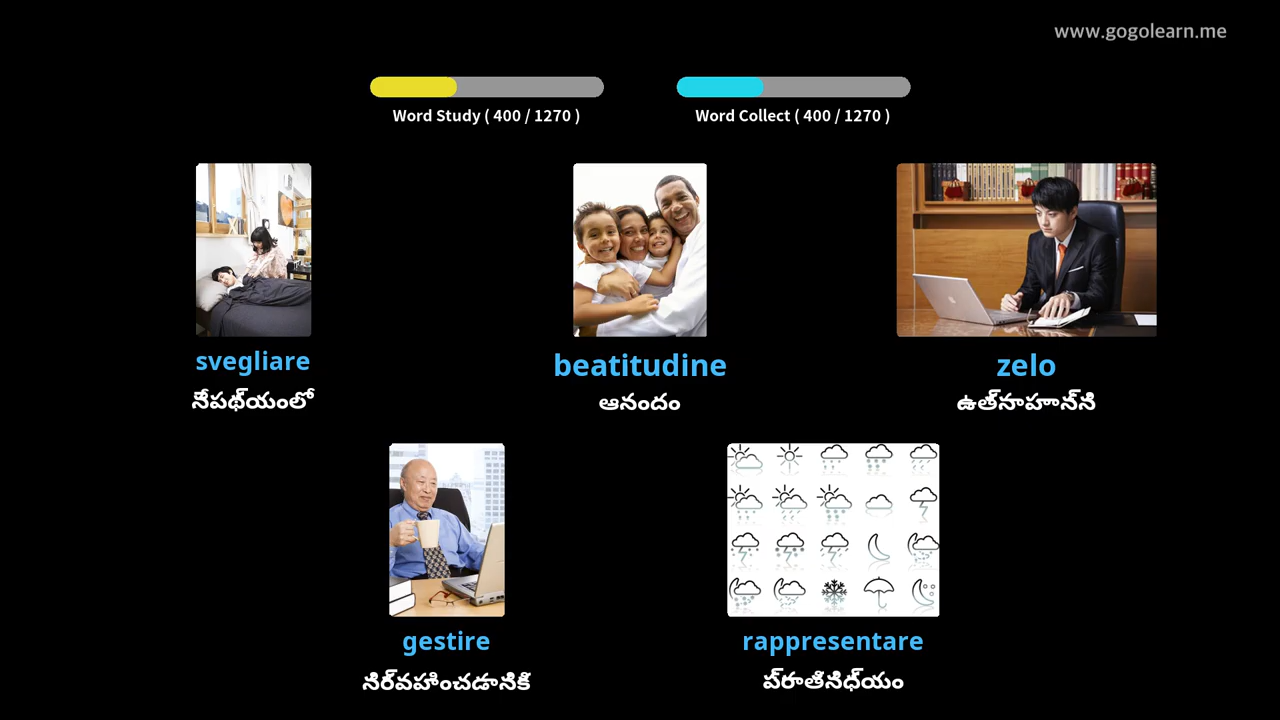 www.gogolearn.me
Word Study ( 400 / 1270 )
Word Collect ( 400 / 1270 )
svegliare
నేపథ్యంలో
beatitudine
ఆనందం
zelo
ఉత్సాహాన్ని
gestire
నిర్వహించడానికి
rappresentare
ప్రాతినిధ్యం